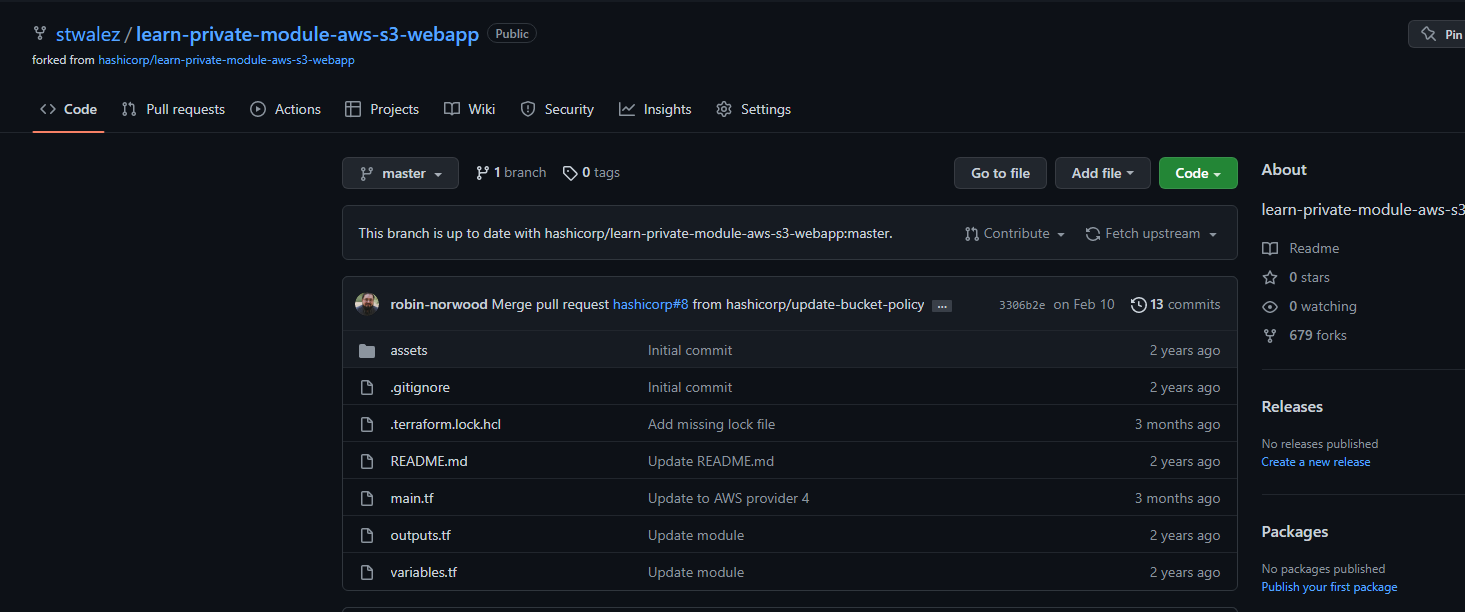 stwalez / learn-private-module-aws-s3-webapp Public
Pin
forked from hashicorp/learn-private-module-aws-s3-webapp
Code Pull requests Actions Projects Wiki Security Insights Settings
master 1 branch 0 tags Go to file Add file Code
This branch is up to date with hashicorp/learn-private-module-aws-s3-webapp:master. Contribute Fetch upstream
robin-norwood Merge pull request hashicorp#8 from hashicorp/update-bucket-policy ... 3306b2e on Feb 10 13 commits
assets Initial commit 2 years ago
.gitignore Initial commit 2 years ago
.terraform.lock.hcl Add missing lock file 3 months ago
README.md Update README.md 2 years ago
main.tf Update to AWS provider 4 3 months ago
outputs.tf Update module 2 years ago
variables.tf Update module 2 years ago
About
learn-private-module-aws-s3
Readme
0 stars
0 watching
679 forks
Releases
No releases published
Create a new release
Packages
No packages published
Publish your first package